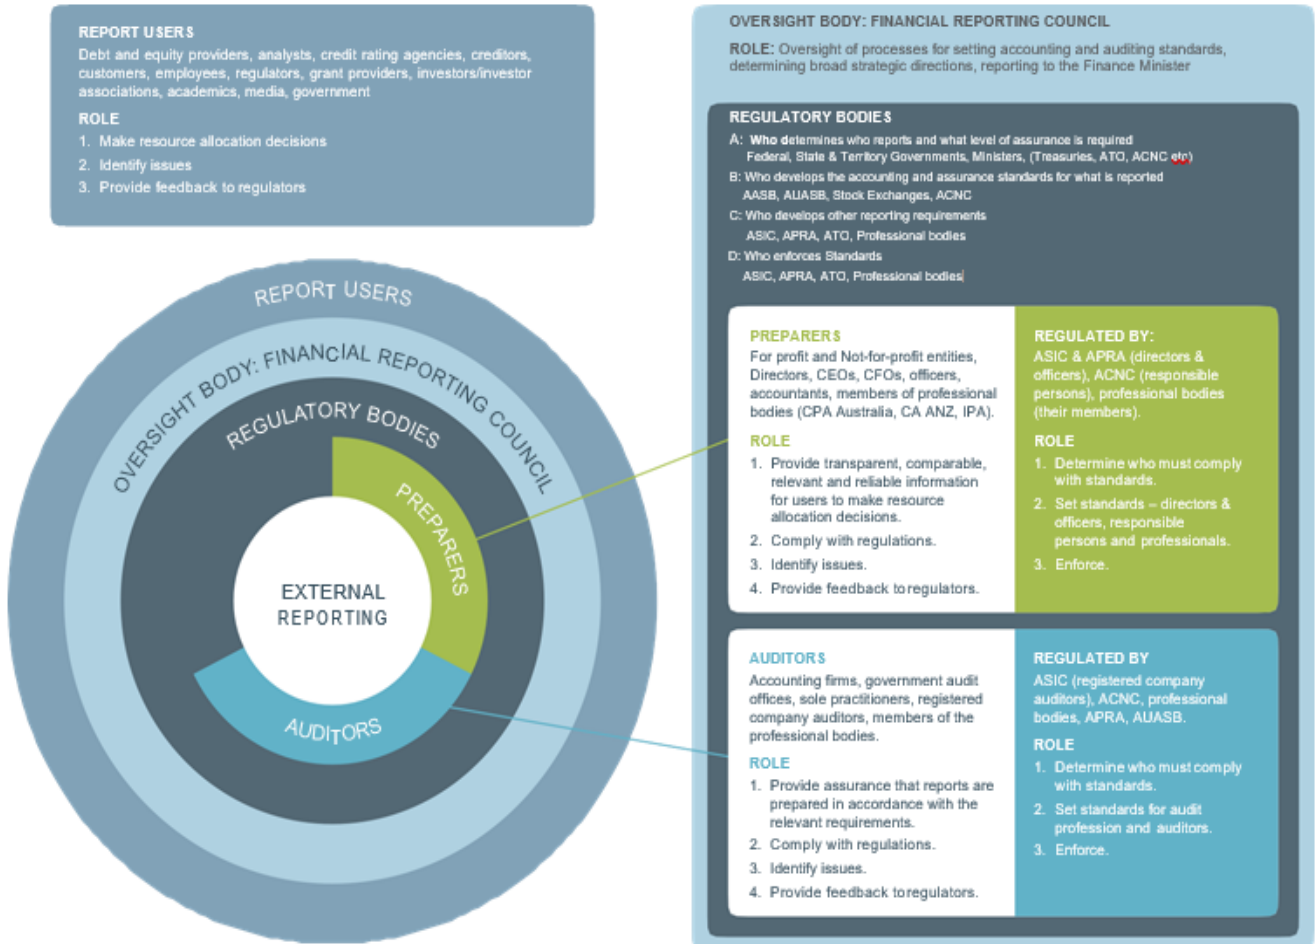 REPORT USERS
Debt and equity providers, analysts, credit rating agencies, creditors,
customers, employees, regulators, grant providers, investors/investor
associations, academics, media, government
ROLE
1. Make resource allocation decisions
2. Identify issues
3. Provide feedback to regulators
REPORT USERS
OVERSIGHT BODY: FINANCIAL REPORTING COUNCIL
REGULATORY BODIES
PREPARERS
EXTERNAL
REPORTING
AUDITORS
OVERSIGHT BODY: FINANCIAL REPORTING COUNCIL
ROLE: Oversight of processes for setting accounting and auditing standards,
determining broad strategic directions, reporting to the Finance Minister
REGULATORY BODIES
A: Who determines who reports and what level of assurance is required
Federal, State & Territory Governments, Ministers, (Treasuries, ATO, ACNC etc)
B: Who develops the accounting and assurance standards for what is reported
AASB, AUASB, Stock Exchanges, ACNC
C: Who develops other reporting requirements
ASIC, APRA, ATO, Professional bodies
D: Who enforces Standards
ASIC, APRA, ATO, Professional bodies
PREPARERS
For profit and Not-for-profit entities,
Directors, CEOs, CFOs, officers,
accountants, members of professional
bodies (CPA Australia, CA ANZ, IPA).
ROLE
1. Provide transparent, comparable,
relevant and reliable information
for users to make resource
allocation decisions.
2. Comply with regulations.
3. Identify issues.
4. Provide feedback to regulators.
REGULATED BY:
ASIC & APRA (directors &
officers), ACNC (responsible
persons), professional bodies
(their members).
ROLE
1. Determine who must comply
with standards.
2. Set standards – directors &
officers, responsible
persons and professionals.
3. Enforce.
AUDITORS
Accounting firms, government audit
offices, sole practitioners, registered
company auditors, members of the
professional bodies.
ROLE
1. Provide assurance that reports are
prepared in accordance with the
relevant requirements.
2. Comply with regulations.
3. Identify issues.
4. Provide feedback to regulators.
REGULATED BY
ASIC (registered company
auditors), ACNC, professional
bodies, APRA, AUASB.
ROLE
1. Determine who must comply
with standards.
2. Set standards for audit
profession and auditors.
3. Enforce.